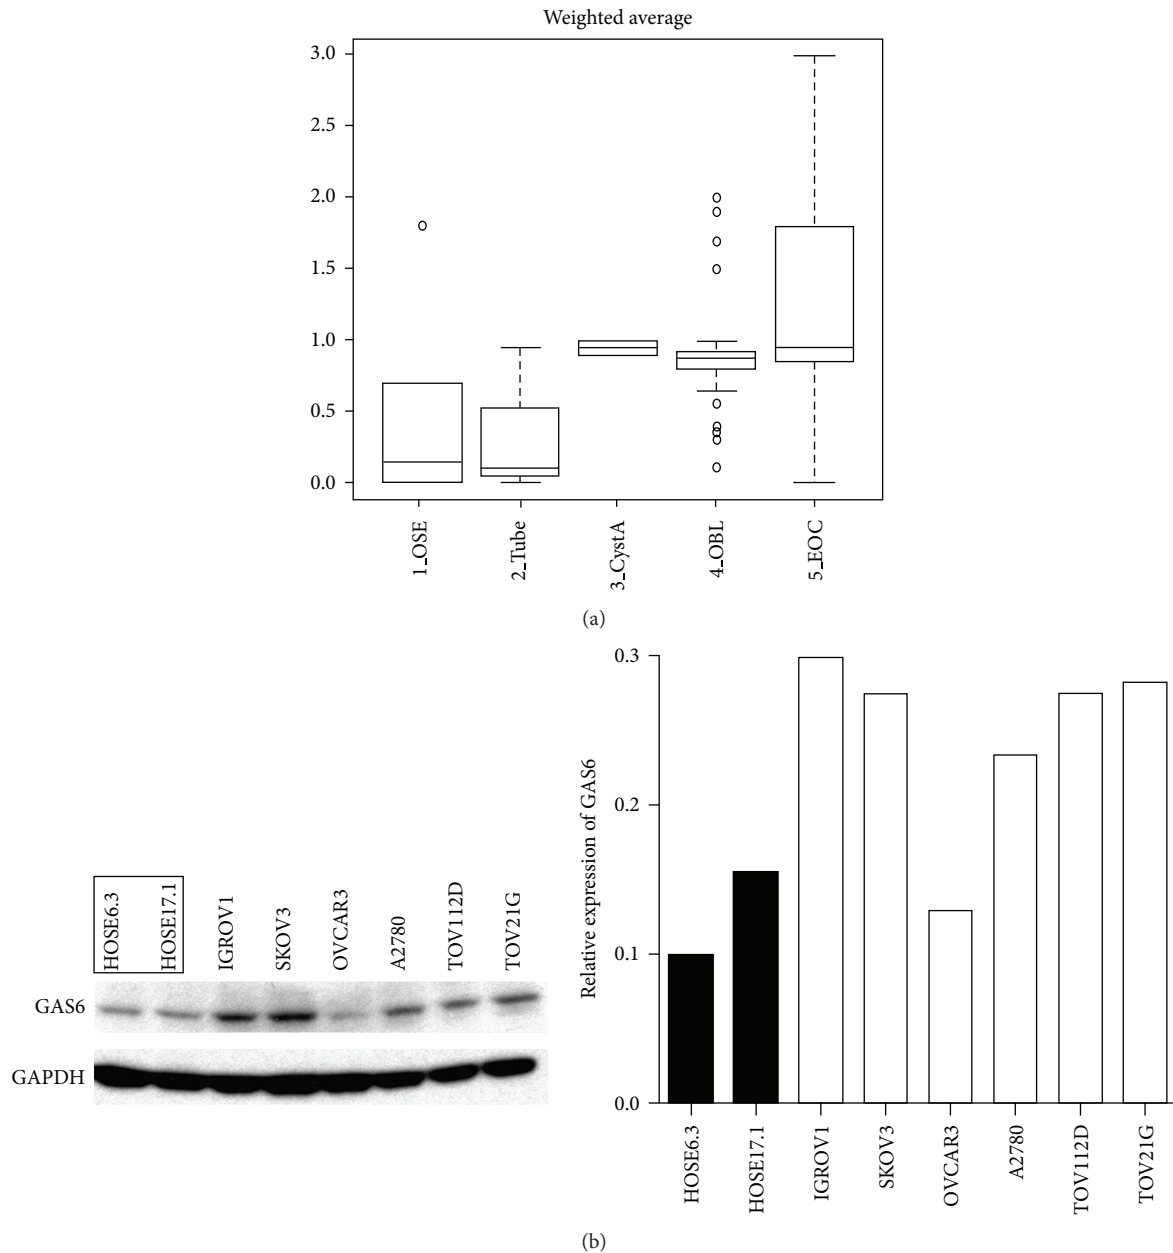 Weighted average
3.0
2.5
2.0
1.5
1.0
0.5
0.0
1_OSE
2_Tube
3_CystA
4_OBL
5_EOC
(a)
HOSE6.3
HOSE17.1
IGROV1
SKOV3
OVCAR3
A2780
TOV112D
TOV21G
GAS6
GAPDH
Relative expression of GAS6
0.3
0.2
0.1
0.0
HOSE6.3
HOSE17.1
IGROV1
SKOV3
OVCAR3
A2780
TOV112D
TOV21G
(b)